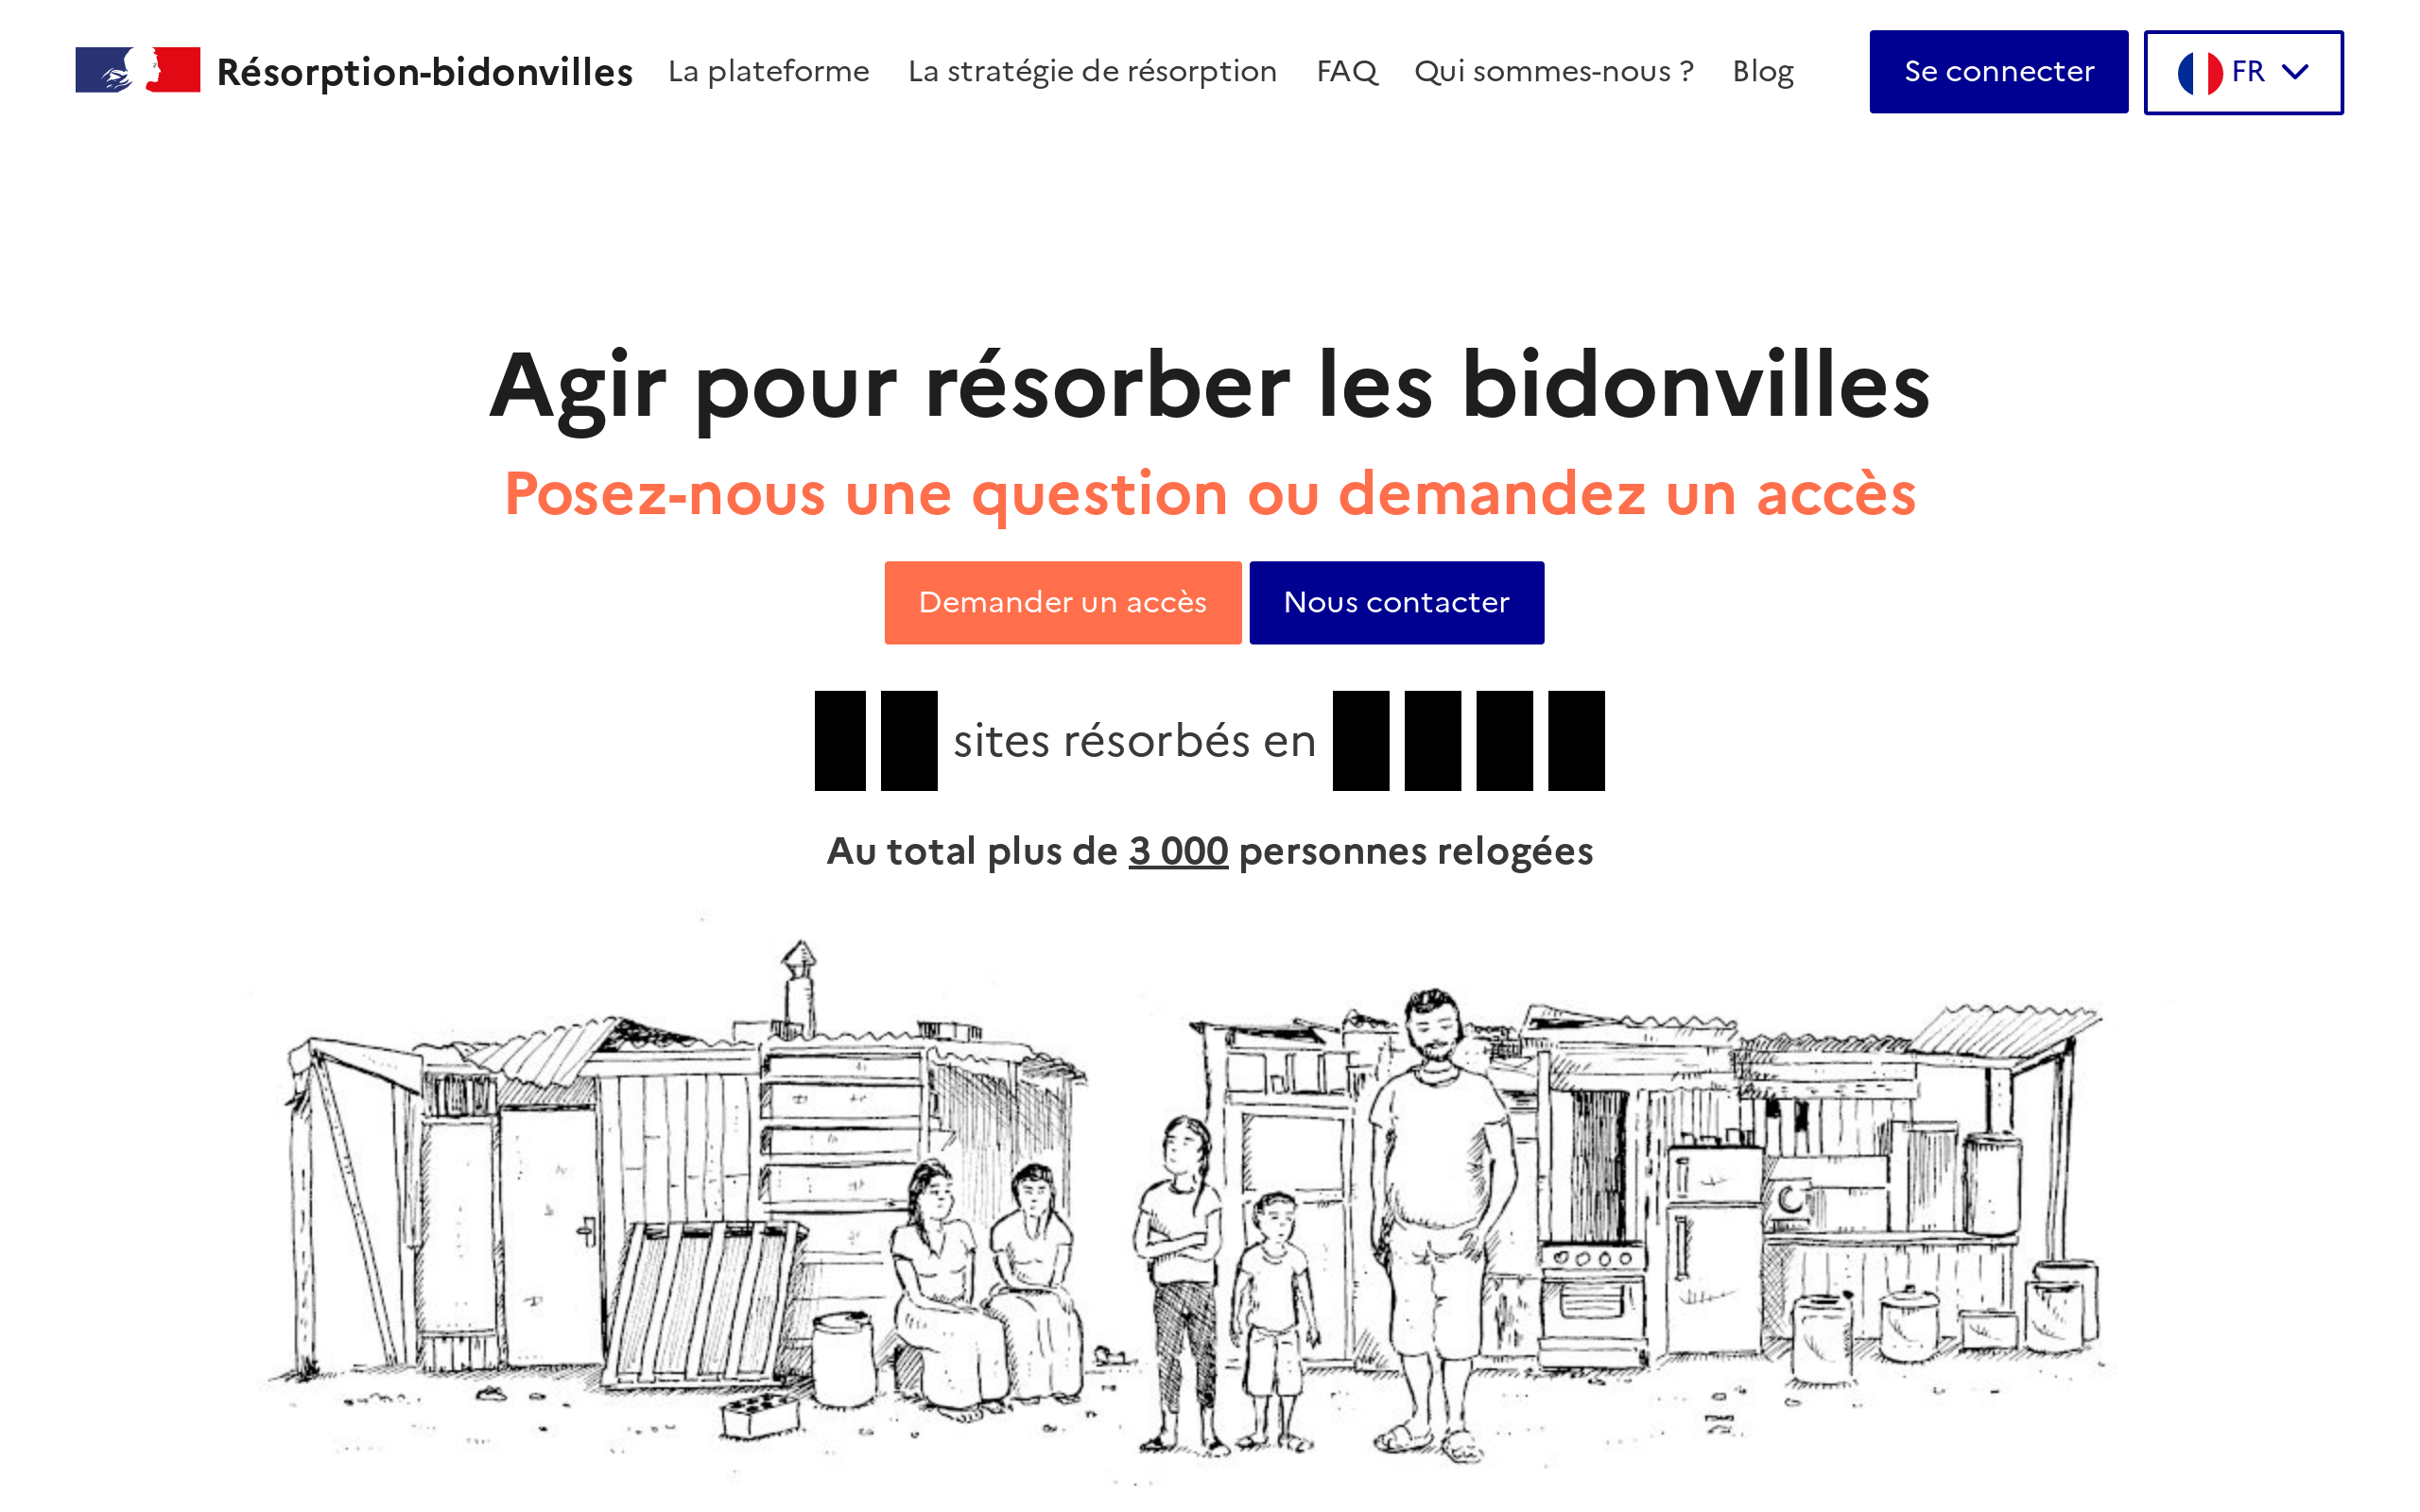 Résorption-bidonvilles La plateforme La stratégie de résorption FAQ Qui sommes-nous ? Blog Se connecter FR
Agir pour résorber les bidonvilles
Posez-nous une question ou demandez un accès
Demander un accès Nous contacter
sites résorbés en
Au total plus de 3 000 personnes relogées